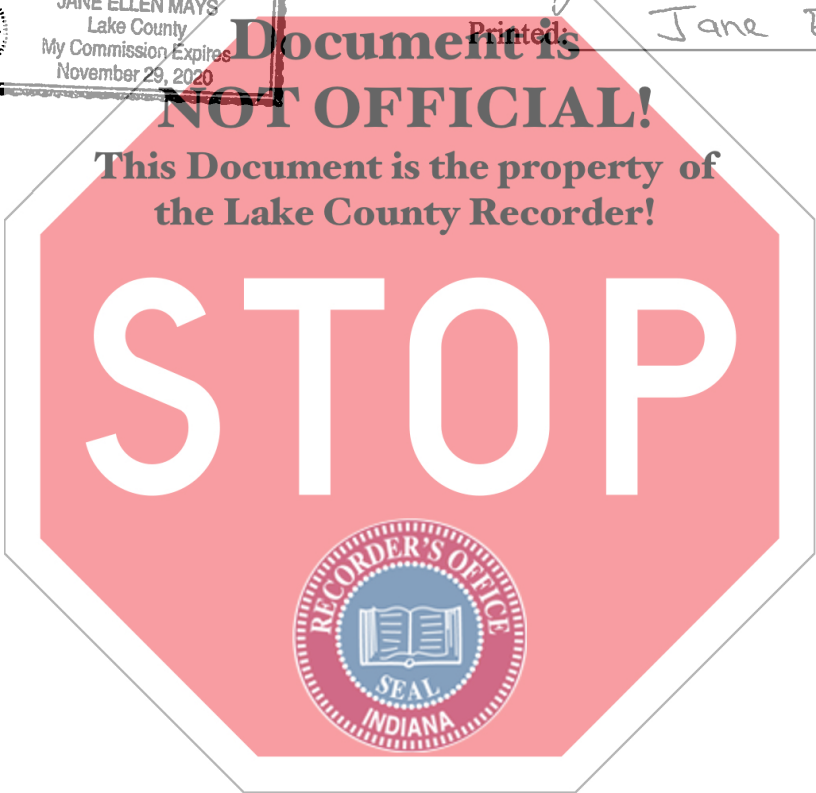 JANE ELLEN MAYS
Lake County
My Commission Expires
November 29, 2020
Printed: Jane
Document is
NOT OFFICIAL!
This Document is the property of
the Lake County Recorder!
STOP
RECORDER'S OFFICE
SEAL
INDIANA